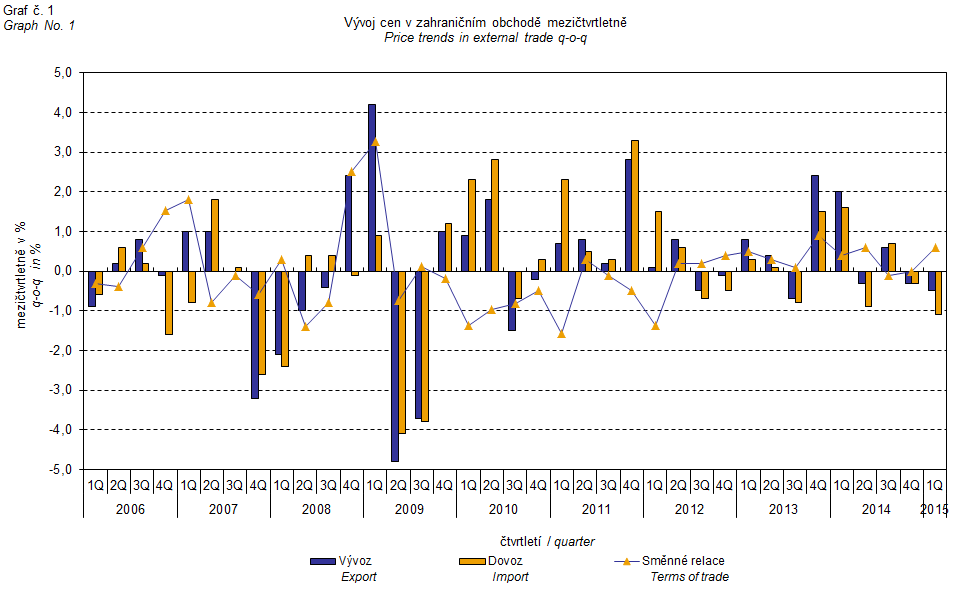 Graf č. 1
Graph No. 1
Vývoj cen v zahraničním obchodě mezičtvrtletně
Price trends in external trade q-o-q
mezičtvrtletně v %
q-o-q in %
5,0
4,0
3,0
2,0
1,0
0,0
-1,0
-2,0
-3,0
-4,0
-5,0
1Q 2Q 3Q 4Q 1Q 2Q 3Q 4Q 1Q 2Q 3Q 4Q 1Q 2Q 3Q 4Q 1Q 2Q 3Q 4Q 1Q 2Q 3Q 4Q 1Q 2Q 3Q 4Q 1Q 2Q 3Q 4Q 1Q 2Q 3Q 4Q 1Q
2006 2007 2008 2009 2010 2011 2012 2013 2014 2015
čtvrtletí / quarter
Vývoz Dovoz Směnné relace
Export Import Terms of trade